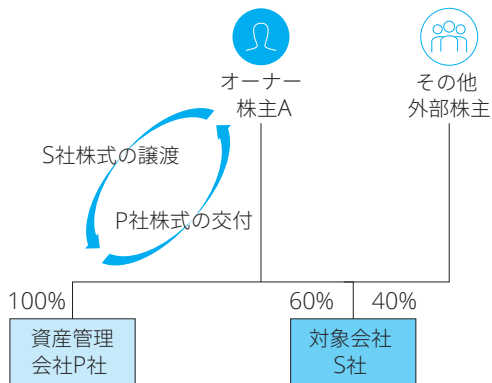 オーナー
株主A
その他
外部株主
S社株式の譲渡
P社株式の交付
100%
60%
40%
資産管理
会社P社
対象会社
S社